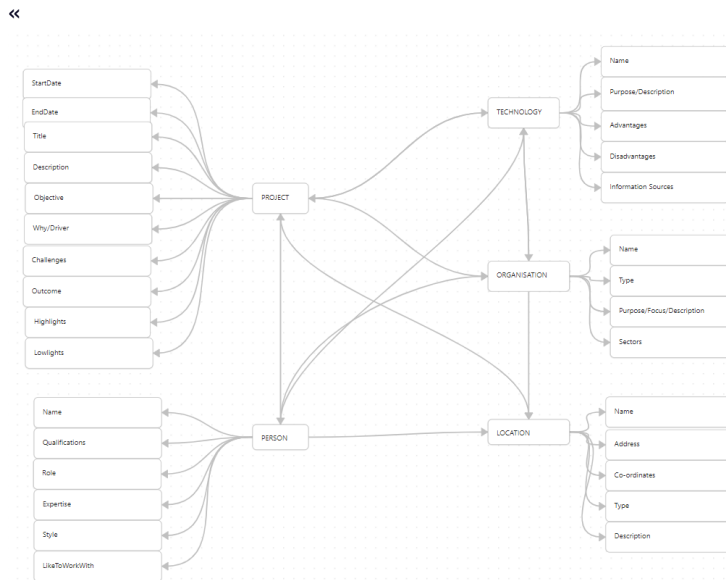 «
StartDate
EndDate
Title
Description
Objective
Why/Driver
Challenges
Outcome
Highlights
Lowlights
PROJECT
Name
Qualifications
Role
Expertise
Style
LikeToWorkWith
PERSON
TECHNOLOGY
Name
Purpose/Description
Advantages
Disadvantages
Information Sources
ORGANISATION
Name
Type
Purpose/Focus/Description
Sectors
LOCATION
Name
Address
Co-ordinates
Type
Description